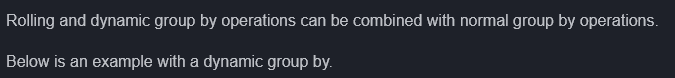 Rolling and dynamic group by operations can be combined with normal group by operations.
Below is an example with a dynamic group by.